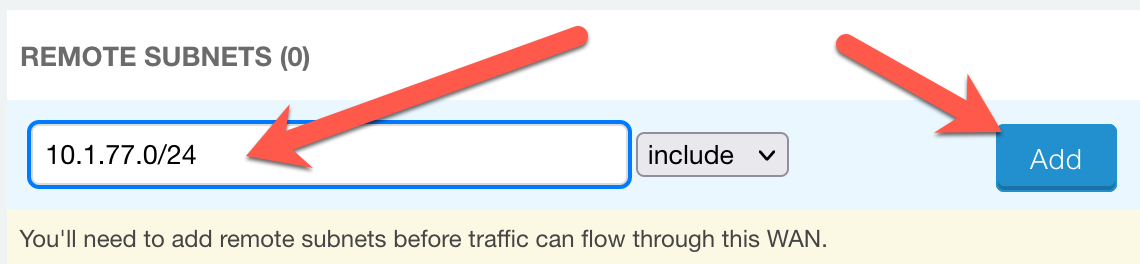 REMOTE SUBNETS (0)
10.1.77.0/24 include Add
You'll need to add remote subnets before traffic can flow through this WAN.